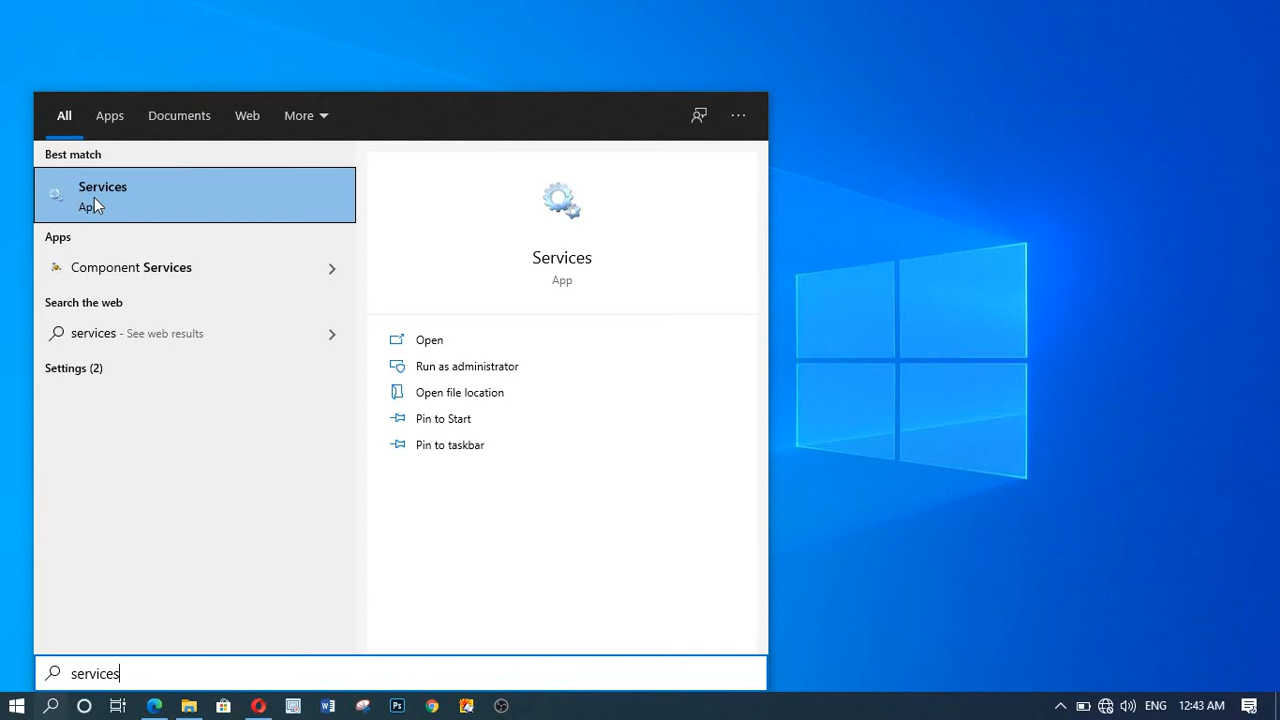 All Apps Documents Web More
Best match
Services
App
Apps
Component Services
Search the web
services - See web results
Settings (2)
Services
App
Open
Run as administrator
Open file location
Pin to Start
Pin to taskbar
services
ENG 12:43 AM